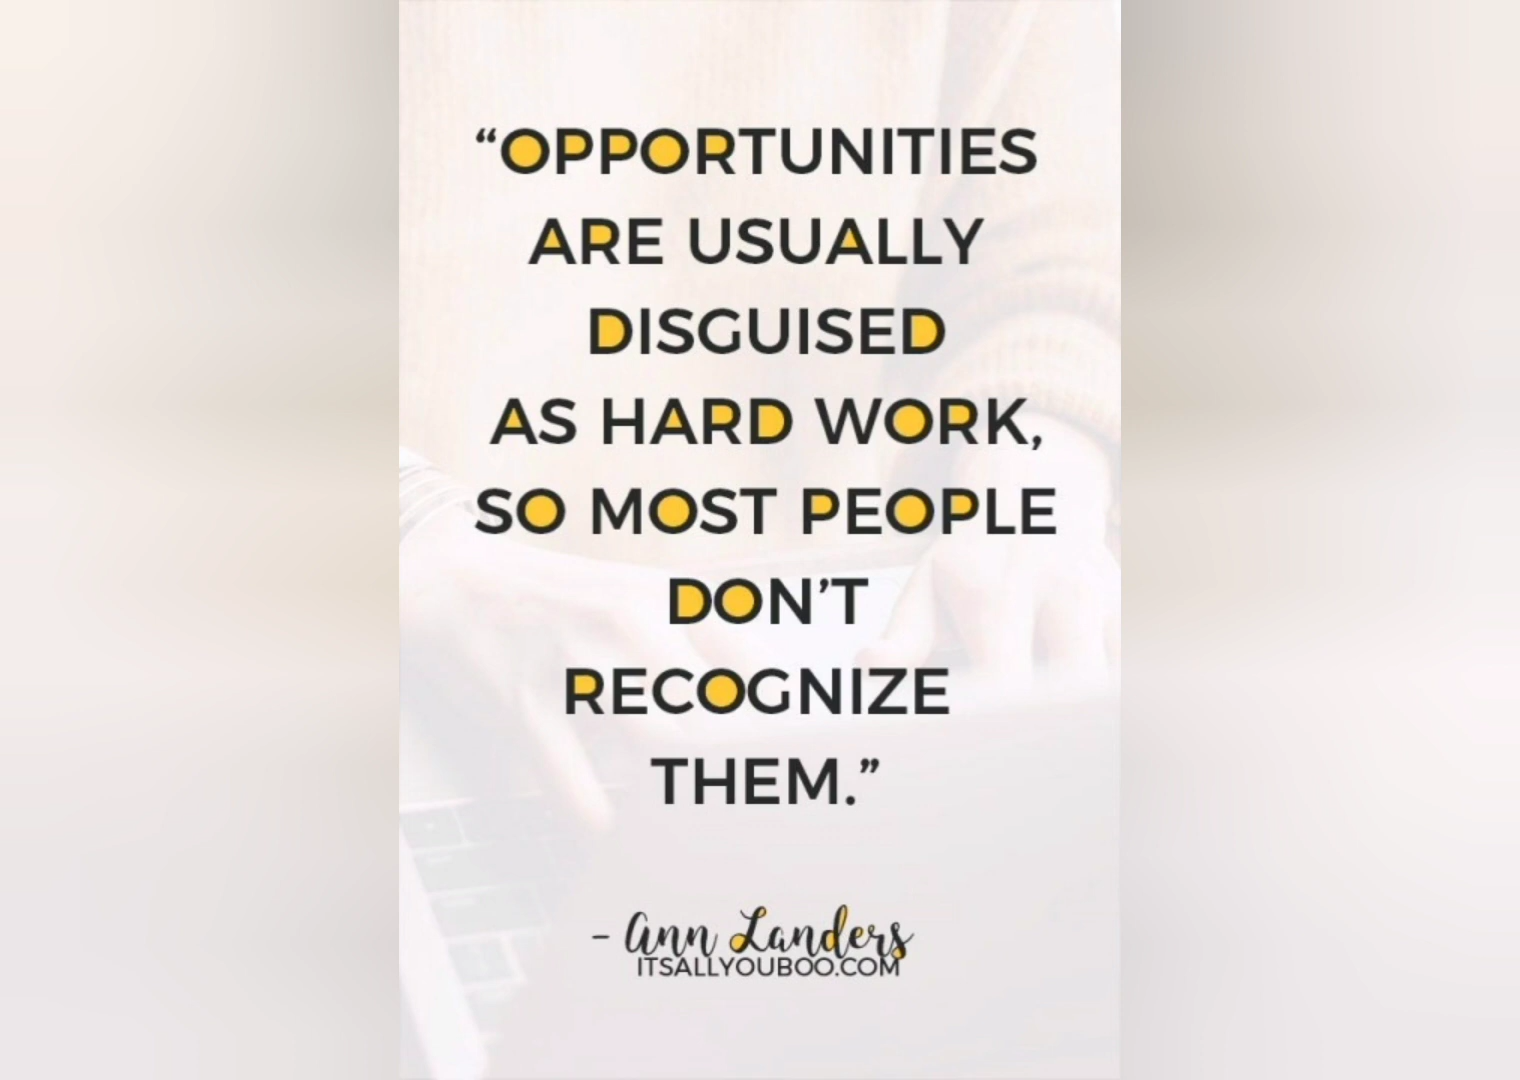 “OPPORTUNITIES
ARE USUALLY
DISGUISED
AS HARD WORK,
SO MOST PEOPLE
DON’T
RECOGNIZE
THEM.”
- Ann Landers
ITSALLYOUBOO.COM